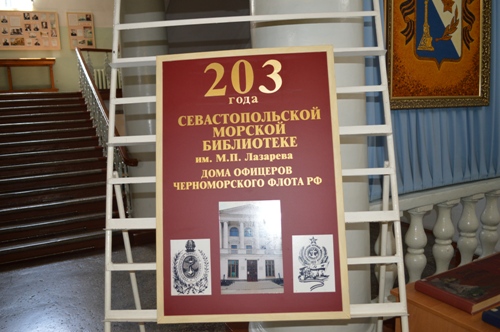 203
года
СЕВАСТОПОЛЬСКОЙ
МОРСКОЙ
БИБЛИОТЕКЕ
им. М.П. Лазарева
ДОМА ОФИЦЕРОВ
ЧЕРНОМОРСКОГО ФЛОТА РФ